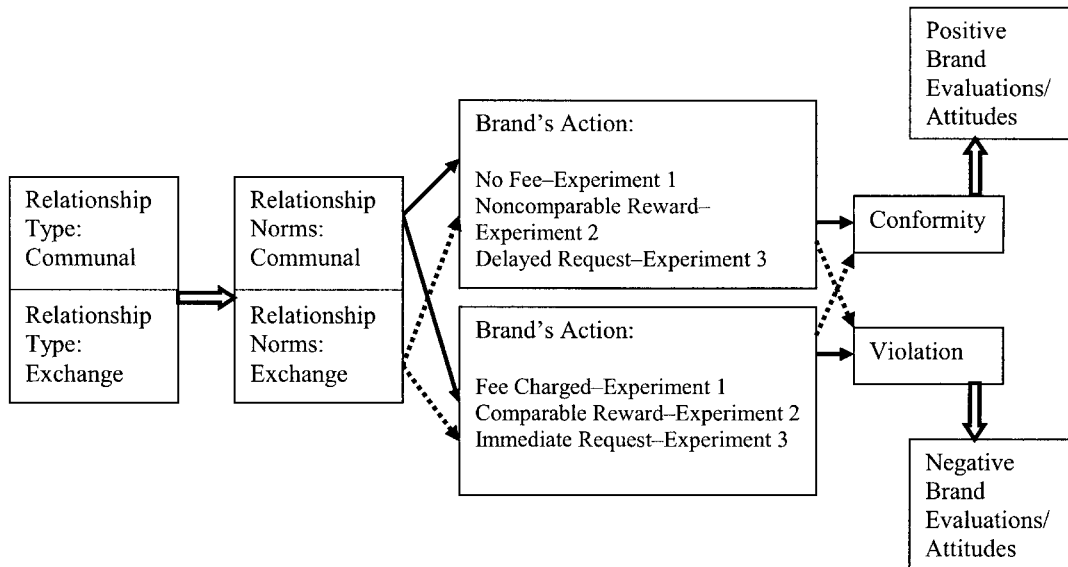 Relationship
Type:
Communal
Relationship
Type:
Exchange
Relationship
Norms:
Communal
Relationship
Norms:
Exchange
Brand's Action:
No Fee–Experiment 1
Noncomparable Reward–
Experiment 2
Delayed Request–Experiment 3
Brand's Action:
Fee Charged–Experiment 1
Comparable Reward–Experiment 2
Immediate Request–Experiment 3
Conformity
Violation
Positive
Brand
Evaluations/
Attitudes
Negative
Brand
Evaluations/
Attitudes